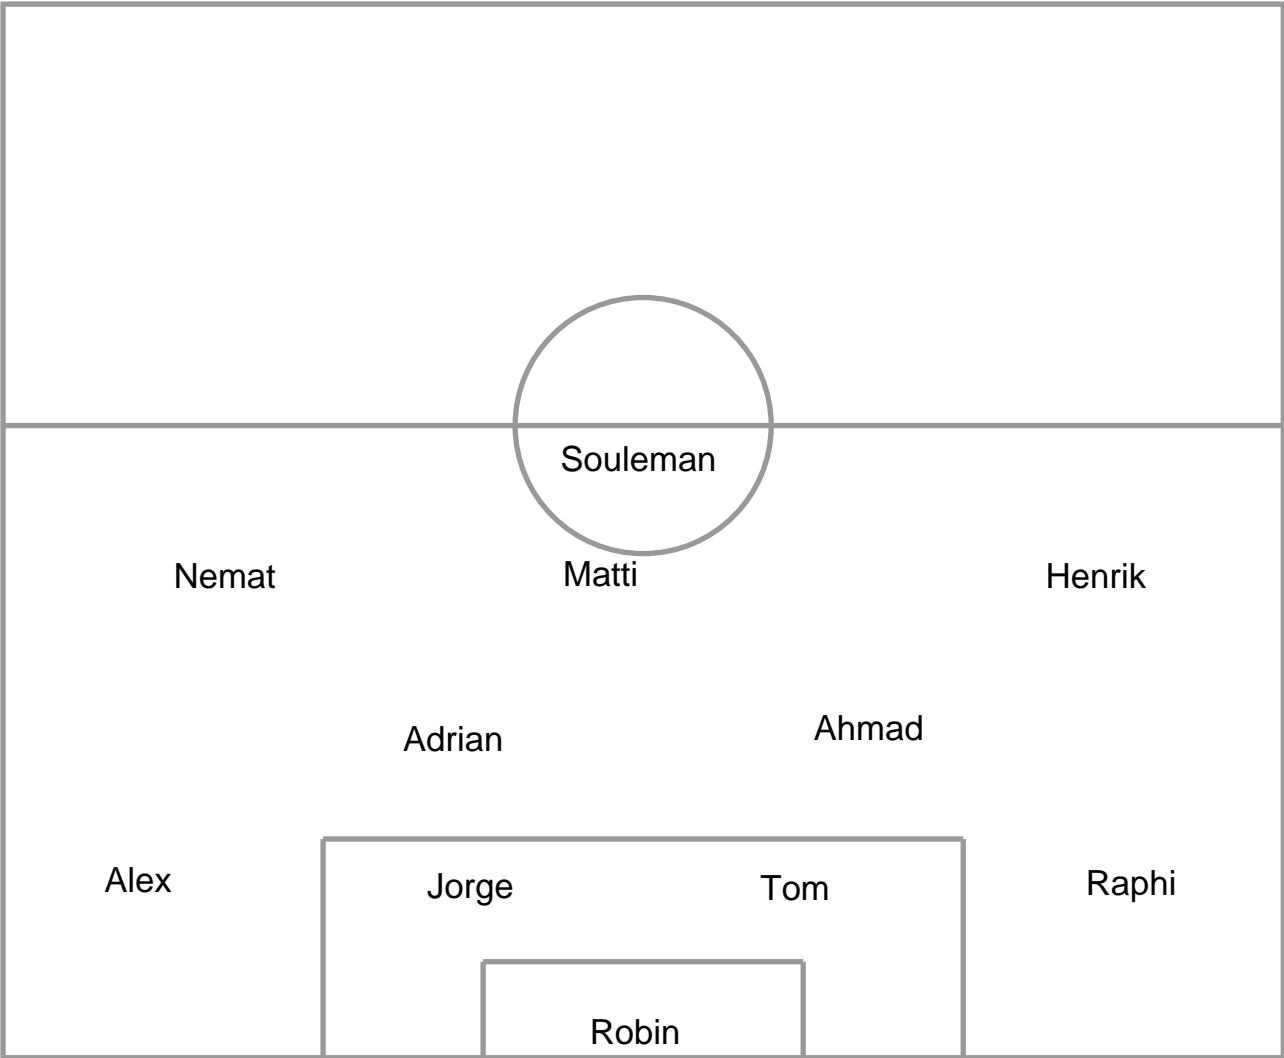 Souleman
Nemat Matti Henrik
Adrian Ahmad
Alex Jorge Tom Raphi
Robin